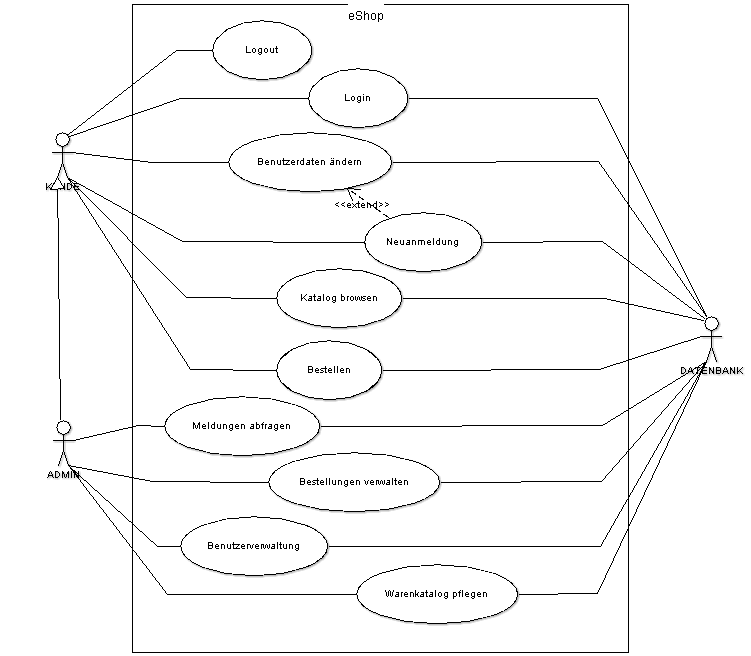 eShop
Logout
Login
Benutzerdaten ändern
KUNDE
<<extend>>
Neuanmeldung
Katalog browsen
Bestellen
DATENBANK
Meldungen abfragen
ADMIN
Bestellungen verwalten
Benutzerverwaltung
Warenkatalog pflegen